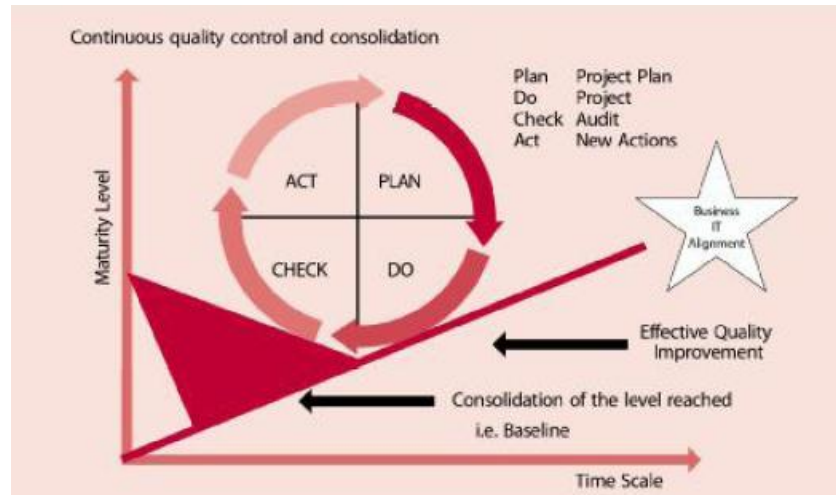 Continuous quality control and consolidation
Plan Project Plan
Do Project
Check Audit
Act New Actions
Maturity Level
ACT PLAN
CHECK DO
Business
IT
Alignment
Effective Quality
Improvement
Consolidation of the level reached
i.e. Baseline
Time Scale